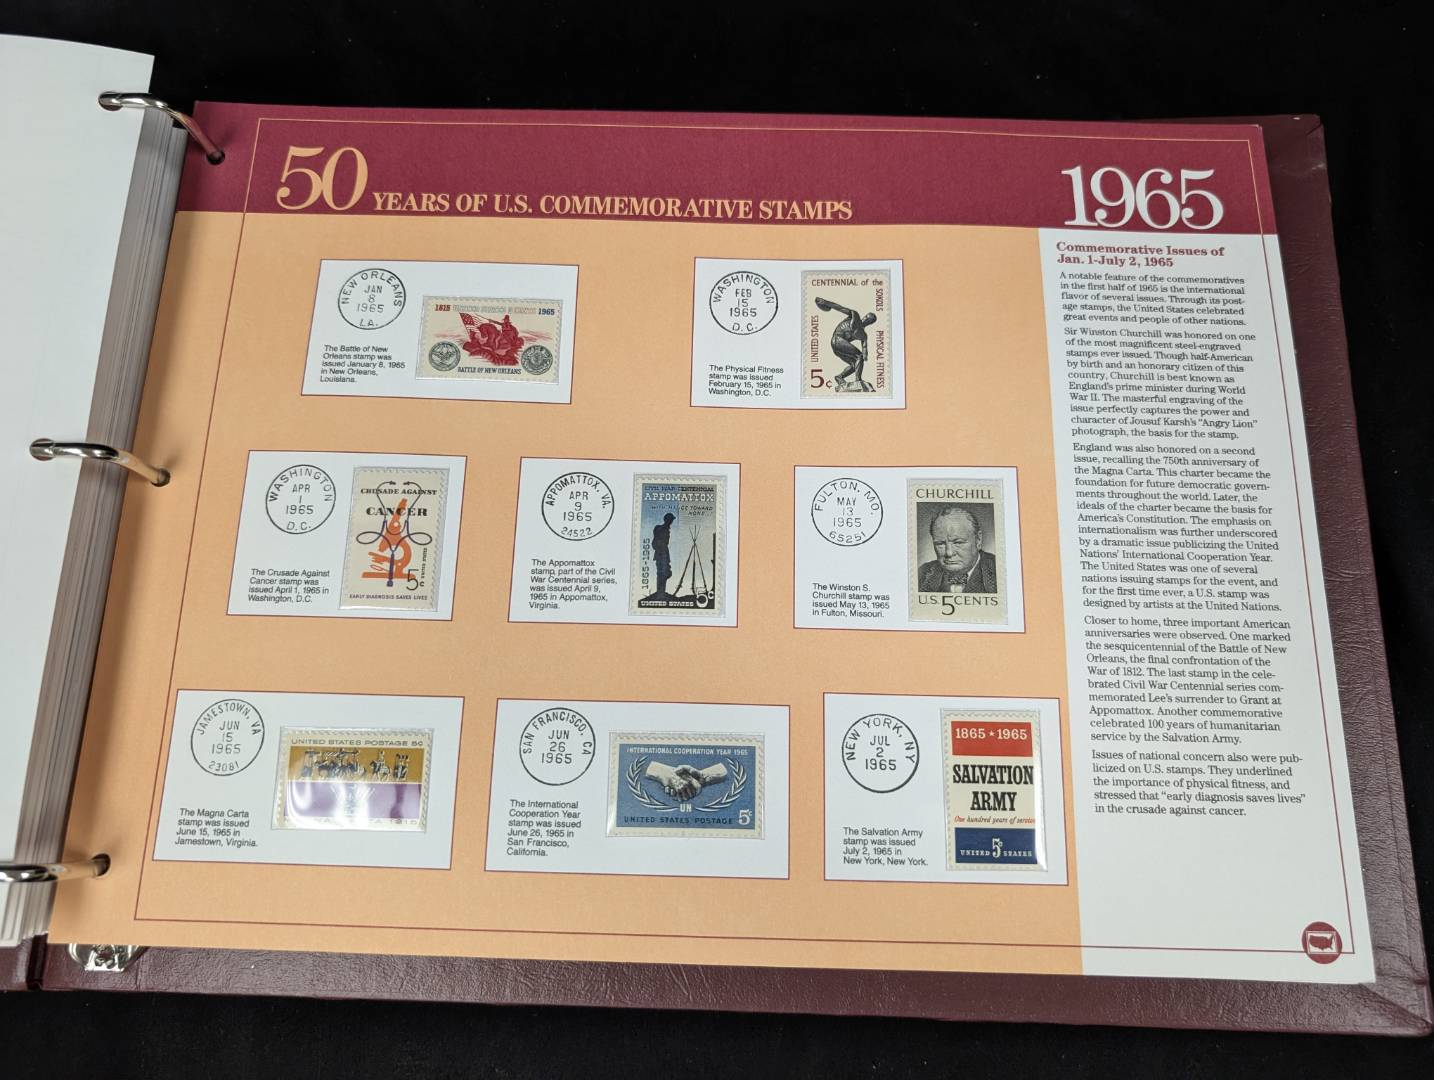 50 YEARS OF U.S. COMMEMORATIVE STAMPS
1965
NEW ORLEANS
JAN
8
1965
LA.
1815 1965
BATTLE OF NEW ORLEANS
The Battle of New
Orleans stamp was
issued January 8, 1965
in New Orleans,
Louisiana.
WASHINGTON
FEB
15
1965
D.C.
CENTENNIAL of the
SOKOLS
PHYSICAL FITNESS
UNITED STATES
5c
The Physical Fitness
stamp was issued
February 15, 1965 in
Washington, D.C.
WASHINGTON
APR
1
1965
D.C.
CRUSADE AGAINST
CANCER
5c
UNITED STATES
EARLY DIAGNOSIS SAVES LIVES
The Crusade Against
Cancer stamp was
issued April 1, 1965 in
Washington, D.C.
APPOMATTOX, VA.
APR
9
1965
24522
CIVIL WAR CENTENNIAL
APPOMATTOX
WITH MALICE TOWARD
NONE
1865-1965
UNITED STATES 5c
The Appomattox
stamp, part of the Civil
War Centennial series,
was issued April 9,
1965 in Appomattox,
Virginia.
FULTON, MO.
MAY
13
1965
65251
CHURCHILL
U.S. 5 CENTS
The Winston S.
Churchill stamp was
issued May 13, 1965
in Fulton, Missouri.
JAMESTOWN, VA
JUN
15
1965
23081
UNITED STATES POSTAGE 5c
The Magna Carta
stamp was issued
June 15, 1965 in
Jamestown, Virginia.
SAN FRANCISCO, CA
JUN
26
1965
INTERNATIONAL COOPERATION YEAR 1965
UN
UNITED STATES POSTAGE 5c
The International
Cooperation Year
stamp was issued
June 26, 1965 in
San Francisco,
California.
NEW YORK, NY
JUL
2
1965
1865 ★ 1965
SALVATION
ARMY
One hundred years of service
UNITED 5c STATES
The Salvation Army
stamp was issued
July 2, 1965 in
New York, New York.
Commemorative Issues of
Jan. 1-July 2, 1965
A notable feature of the commemoratives
in the first half of 1965 is the international
flavor of several issues. Through its post-
age stamps, the United States celebrated
great events and people of other nations.
Sir Winston Churchill was honored on one
of the most magnificent steel-engraved
stamps ever issued. Though half-American
by birth and an honorary citizen of this
country, Churchill is best known as
England's prime minister during World
War II. The masterful engraving of the
issue perfectly captures the power and
character of Jousuf Karsh's "Angry Lion"
photograph, the basis for the stamp.
England was also honored on a second
issue, recalling the 750th anniversary of
the Magna Carta. This charter became the
foundation for future democratic govern-
ments throughout the world. Later, the
ideals of the charter became the basis for
America's Constitution. The emphasis on
internationalism was further underscored
by a dramatic issue publicizing the United
Nations' International Cooperation Year.
The United States was one of several
nations issuing stamps for the event, and
for the first time ever, a U.S. stamp was
designed by artists at the United Nations.
Closer to home, three important American
anniversaries were observed. One marked
the sesquicentennial of the Battle of New
Orleans, the final confrontation of the
War of 1812. The last stamp in the cele-
brated Civil War Centennial series com-
memorated Lee's surrender to Grant at
Appomattox. Another commemorative
celebrated 100 years of humanitarian
service by the Salvation Army.
Issues of national concern also were pub-
licized on U.S. stamps. They underlined
the importance of physical fitness, and
stressed that "early diagnosis saves lives"
in the crusade against cancer.